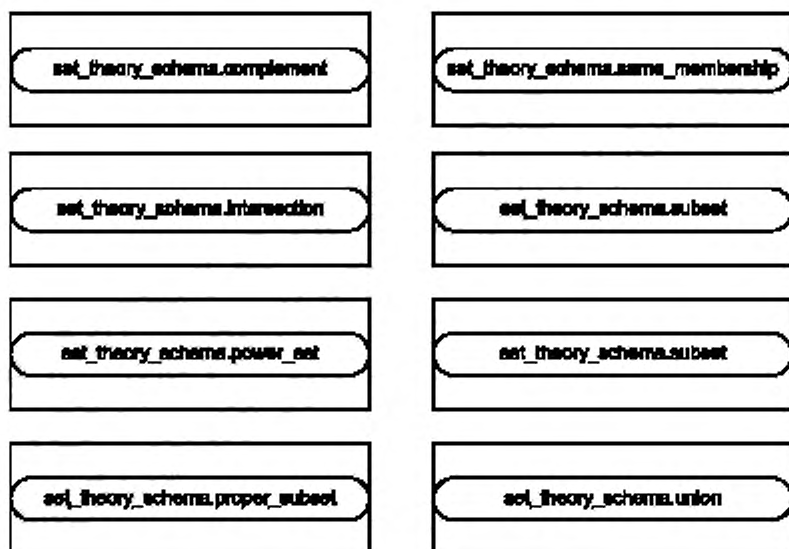 set_theory_schema.complement
set_theory_schema.same_membership
set_theory_schema.intersection
set_theory_schema.subset
set_theory_schema.power_set
set_theory_schema.subset
set_theory_schema.proper_subset
set_theory_schema.union